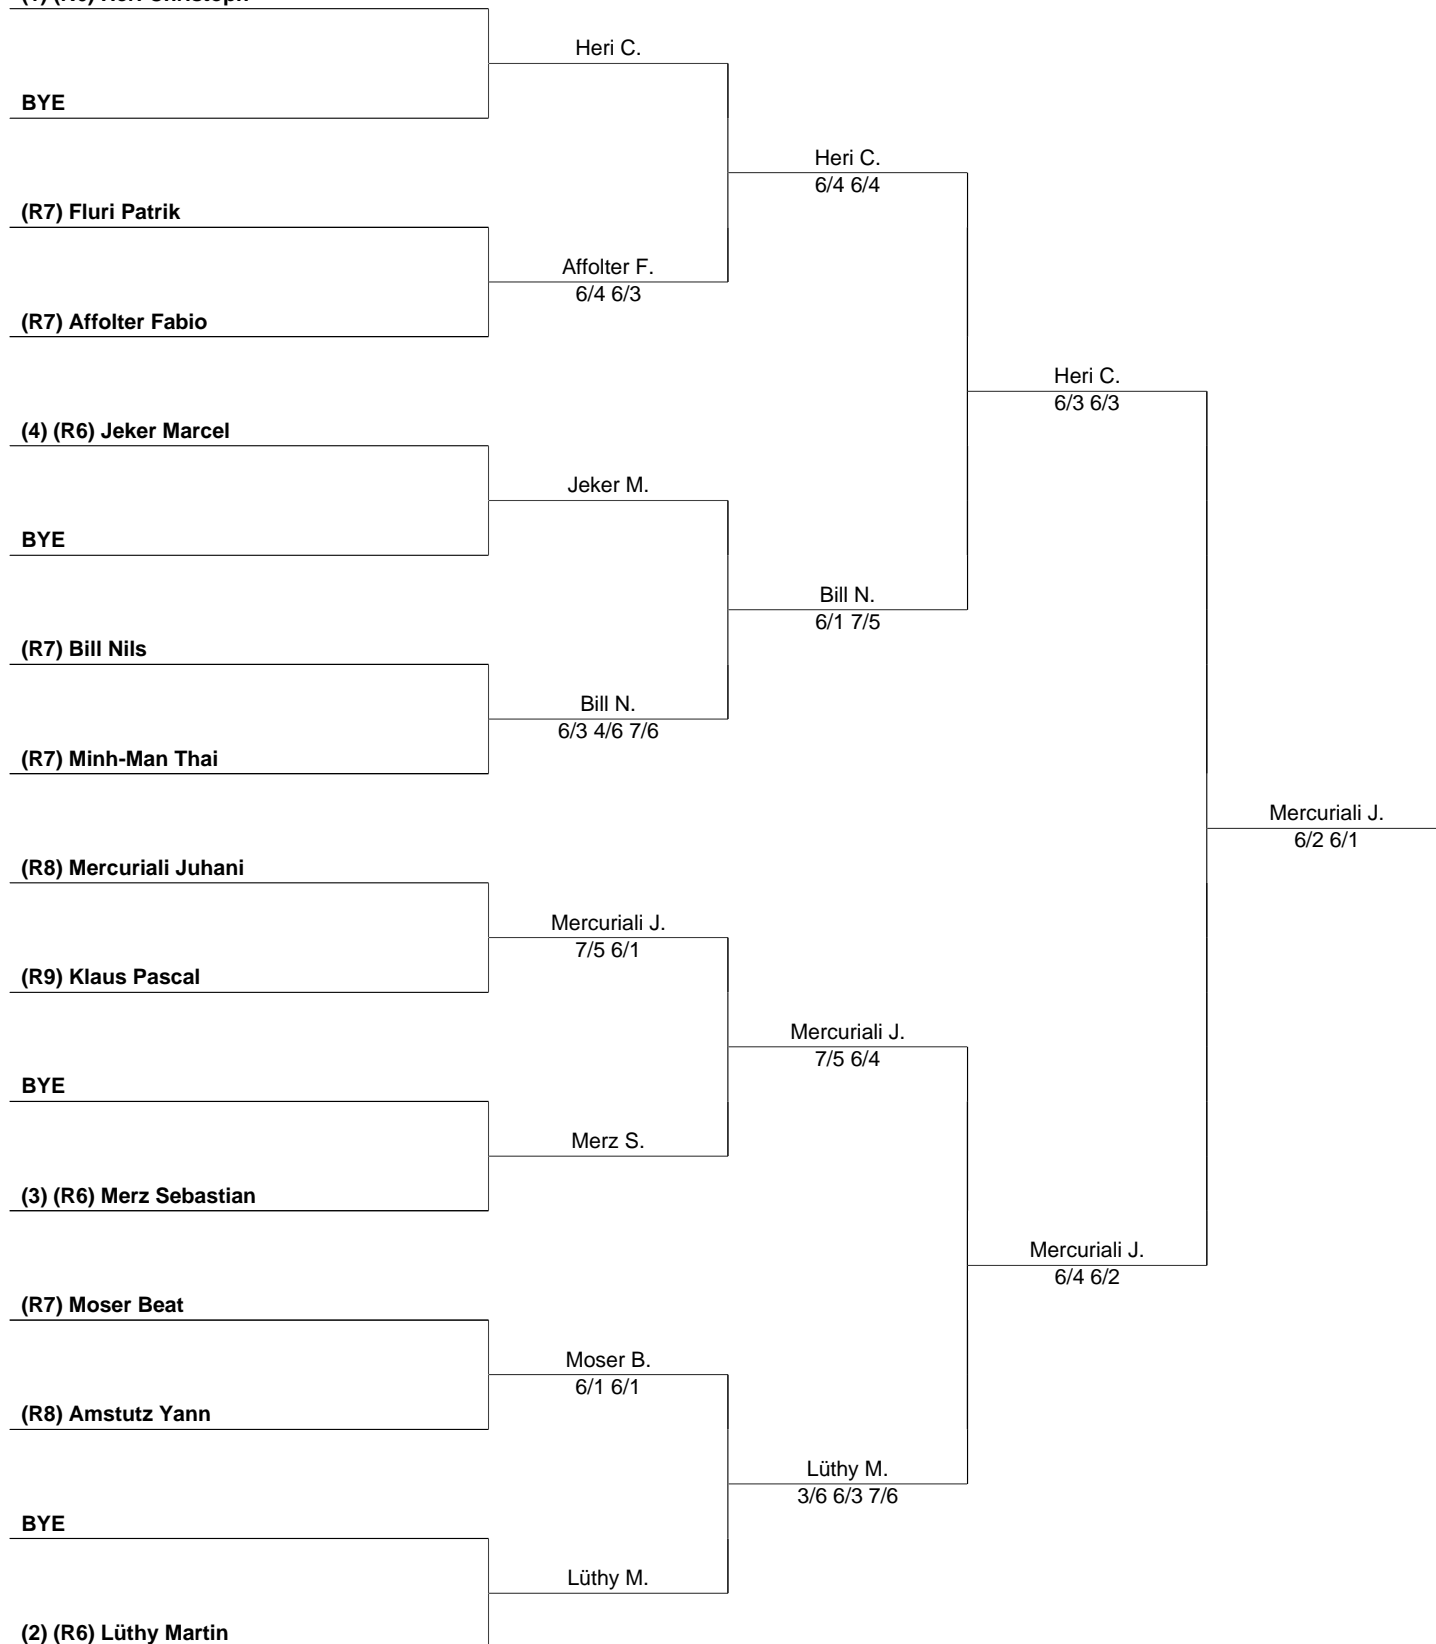 Heri C.
BYE
Heri C.
6/4 6/4
(R7) Fluri Patrik
Affolter F.
6/4 6/3
(R7) Affolter Fabio
Heri C.
6/3 6/3
(4) (R6) Jeker Marcel
Jeker M.
BYE
Bill N.
6/1 7/5
(R7) Bill Nils
Bill N.
6/3 4/6 7/6
(R7) Minh-Man Thai
Mercuriali J.
6/2 6/1
(R8) Mercuriali Juhani
Mercuriali J.
7/5 6/1
(R9) Klaus Pascal
Mercuriali J.
7/5 6/4
BYE
Merz S.
(3) (R6) Merz Sebastian
Mercuriali J.
6/4 6/2
(R7) Moser Beat
Moser B.
6/1 6/1
(R8) Amstutz Yann
Lüthy M.
3/6 6/3 7/6
BYE
Lüthy M.
(2) (R6) Lüthy Martin